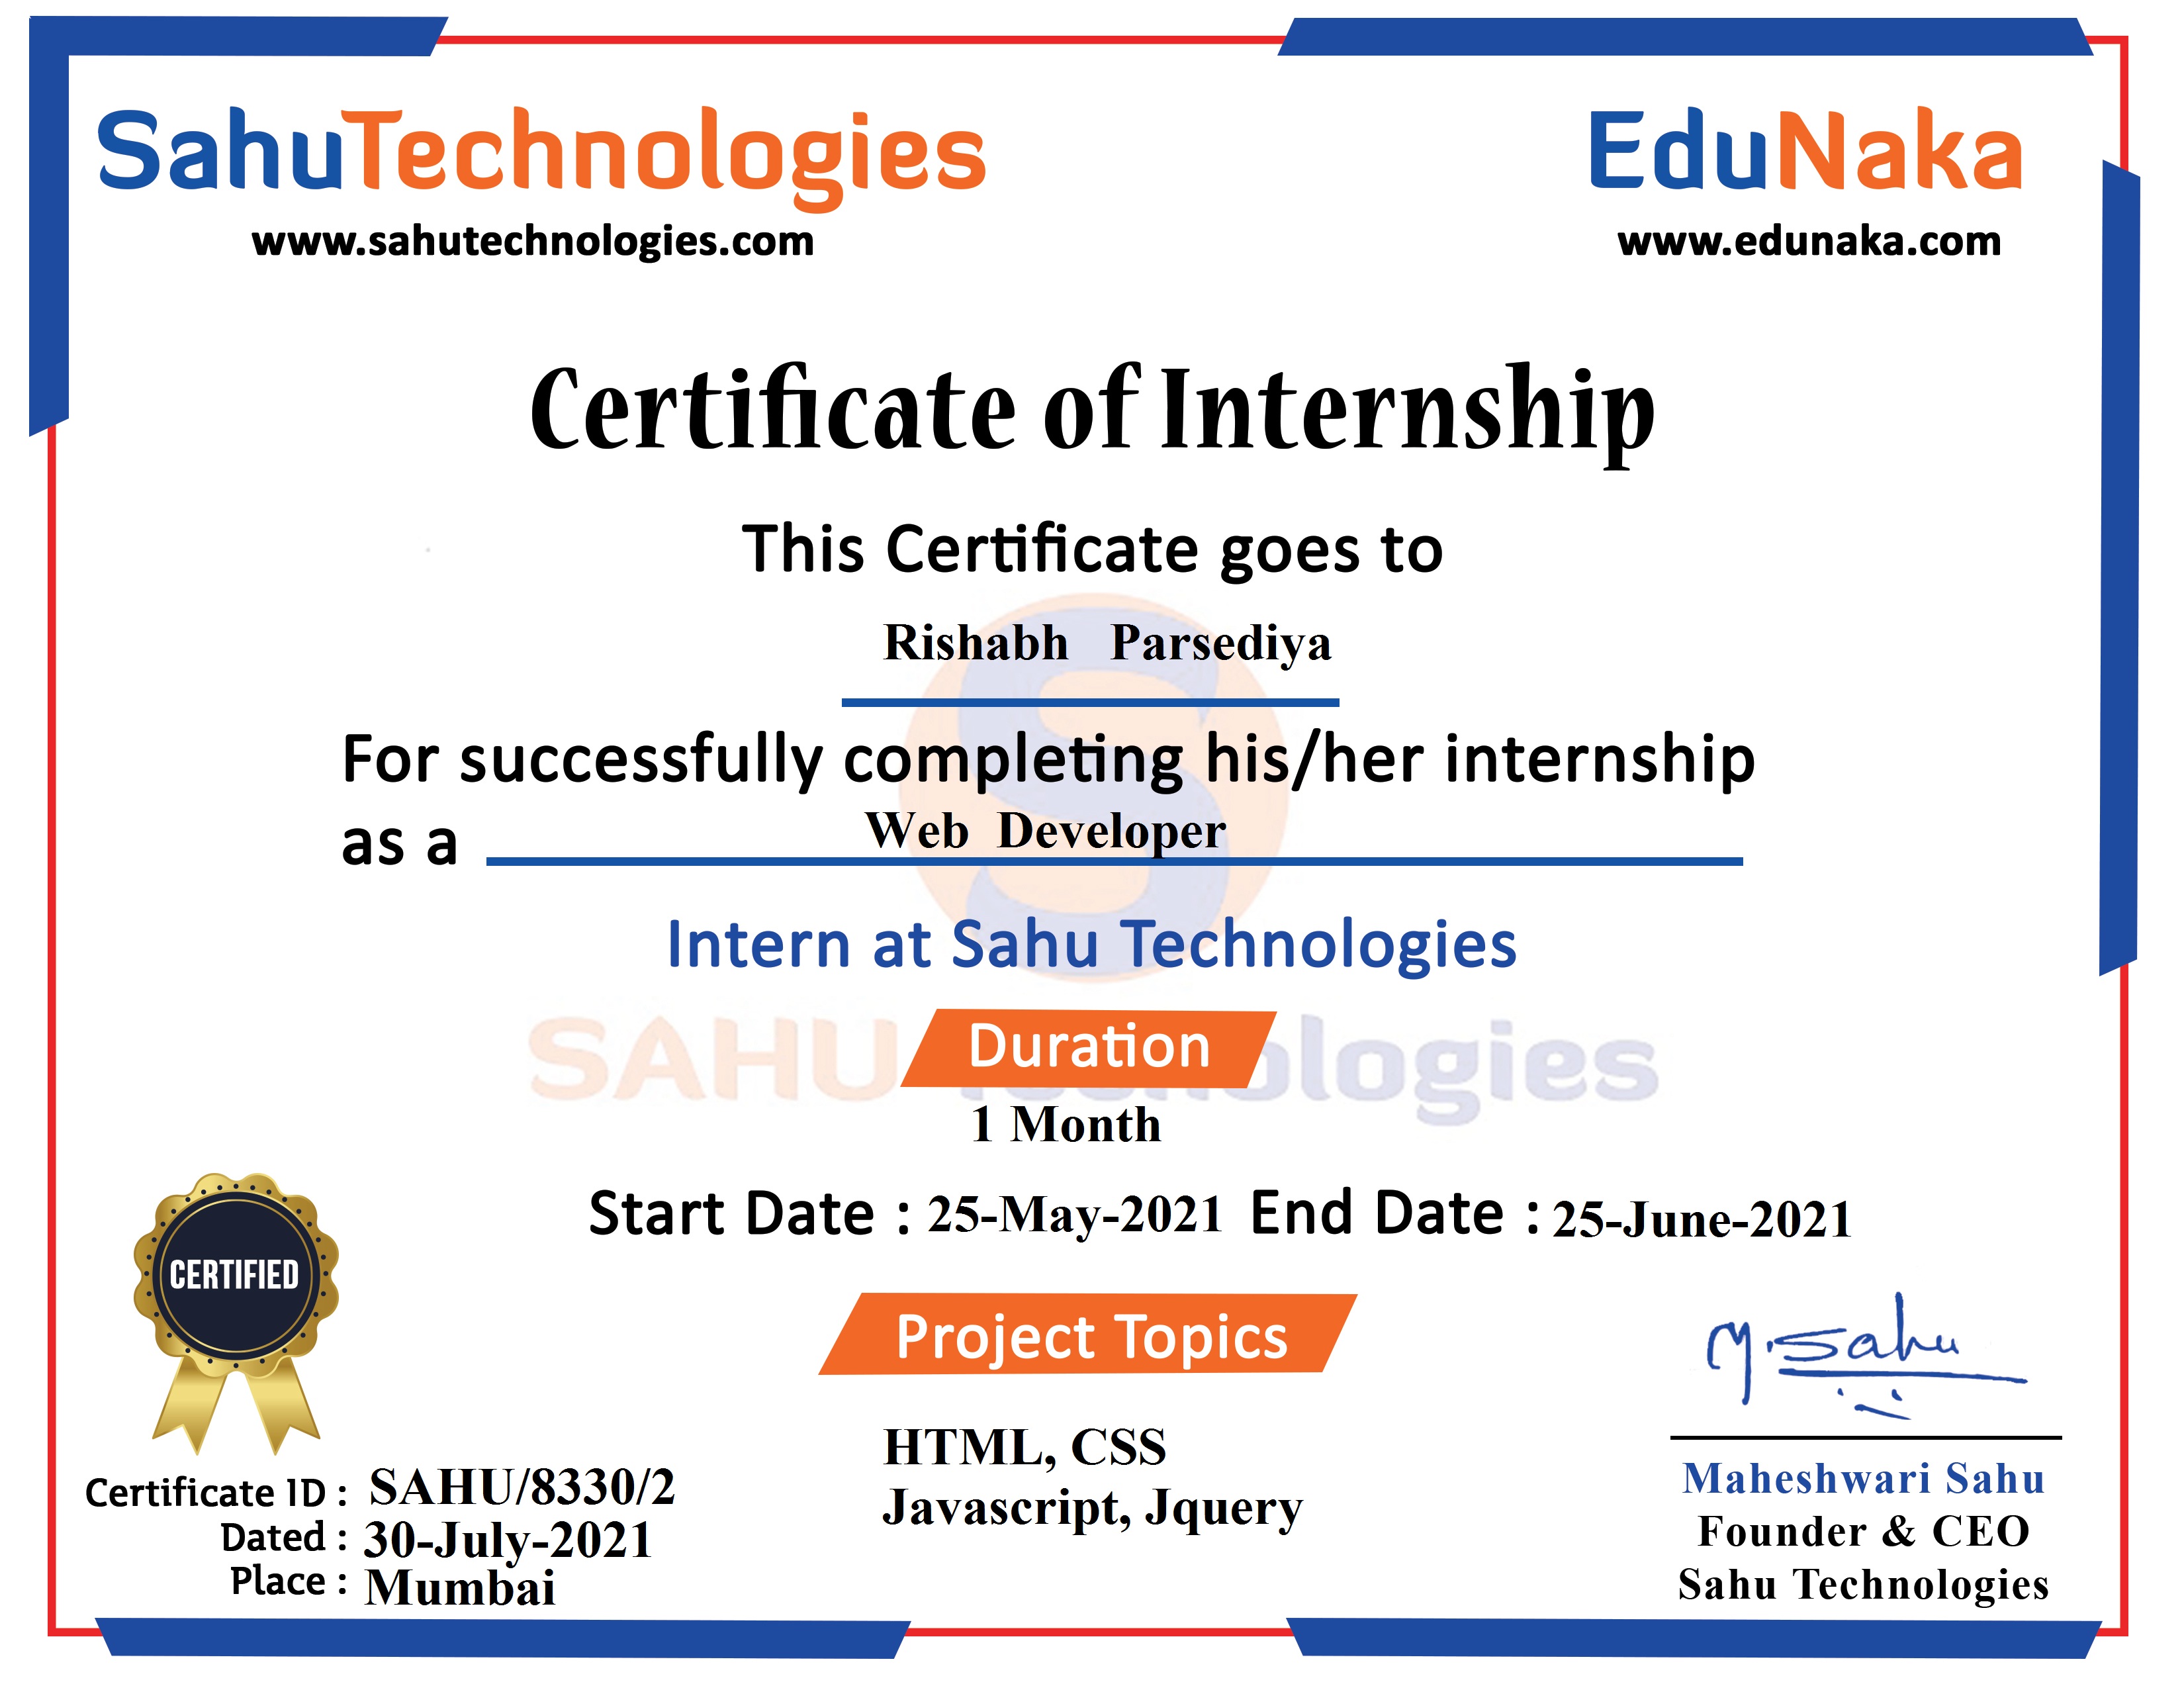 SahuTechnologies
www.sahutechnologies.com
EduNaka
www.edunaka.com
Certificate of Internship
This Certificate goes to
Rishabh Parsediya
For successfully completing his/her internship
as a Web Developer
Intern at Sahu Technologies
SAHU Technologies
Duration
1 Month
Start Date : 25-May-2021 End Date : 25-June-2021
CERTIFIED
Project Topics
HTML, CSS
Javascript, Jquery
Certificate ID : SAHU/8330/2
Dated : 30-July-2021
Place : Mumbai
M. Sahu
Maheshwari Sahu
Founder & CEO
Sahu Technologies